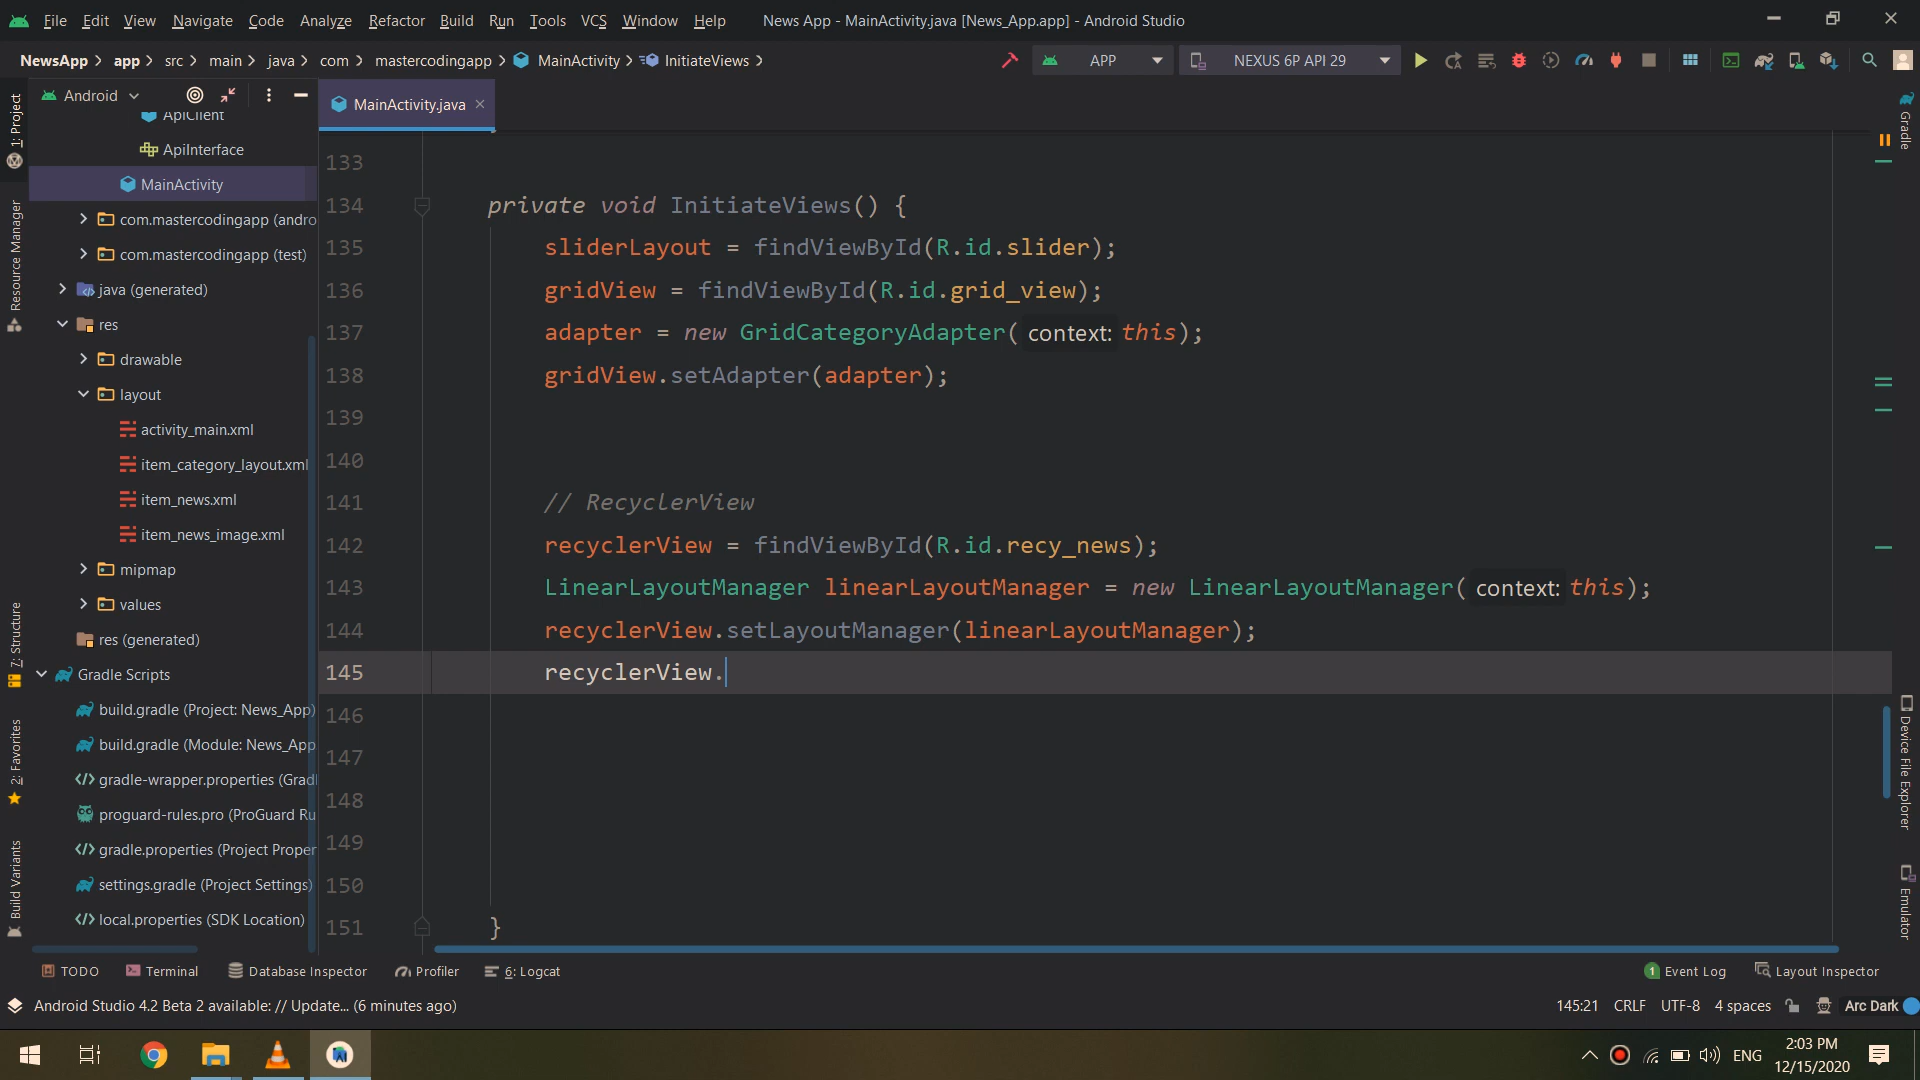 File Edit View Navigate Code Analyze Refactor Build Run Tools VCS Window Help News App - MainActivity.java [News_App.app] - Android Studio
NewsApp app src main java com mastercodingapp MainActivity InitiateViews APP NEXUS 6P API 29
Android
MainActivity.java
ApiClient
ApiInterface
MainActivity
com.mastercodingapp (andro
com.mastercodingapp (test)
java (generated)
res
drawable
layout
activity_main.xml
item_category_layout.xml
item_news.xml
item_news_image.xml
mipmap
values
res (generated)
Gradle Scripts
build.gradle (Project: News_App)
build.gradle (Module: News_App
gradle-wrapper.properties (Grad
proguard-rules.pro (ProGuard Ru
gradle.properties (Project Proper
settings.gradle (Project Settings)
local.properties (SDK Location)
1: Project
Resource Manager
7: Structure
2: Favorites
Build Variants
133
134 private void InitiateViews() {
135 sliderLayout = findViewById(R.id.slider);
136 gridView = findViewById(R.id.grid_view);
137 adapter = new GridCategoryAdapter( context: this);
138 gridView.setAdapter(adapter);
139
140
141 // RecyclerView
142 recyclerView = findViewById(R.id.recy_news);
143 LinearLayoutManager linearLayoutManager = new LinearLayoutManager( context: this);
144 recyclerView.setLayoutManager(linearLayoutManager);
145 recyclerView.
146
147
148
149
150
151 }
Gradle
Device File Explorer
Emulator
TODO Terminal Database Inspector Profiler 6: Logcat 1 Event Log Layout Inspector
Android Studio 4.2 Beta 2 available: // Update... (6 minutes ago) 145:21 CRLF UTF-8 4 spaces Arc Dark
ENG 2:03 PM
12/15/2020